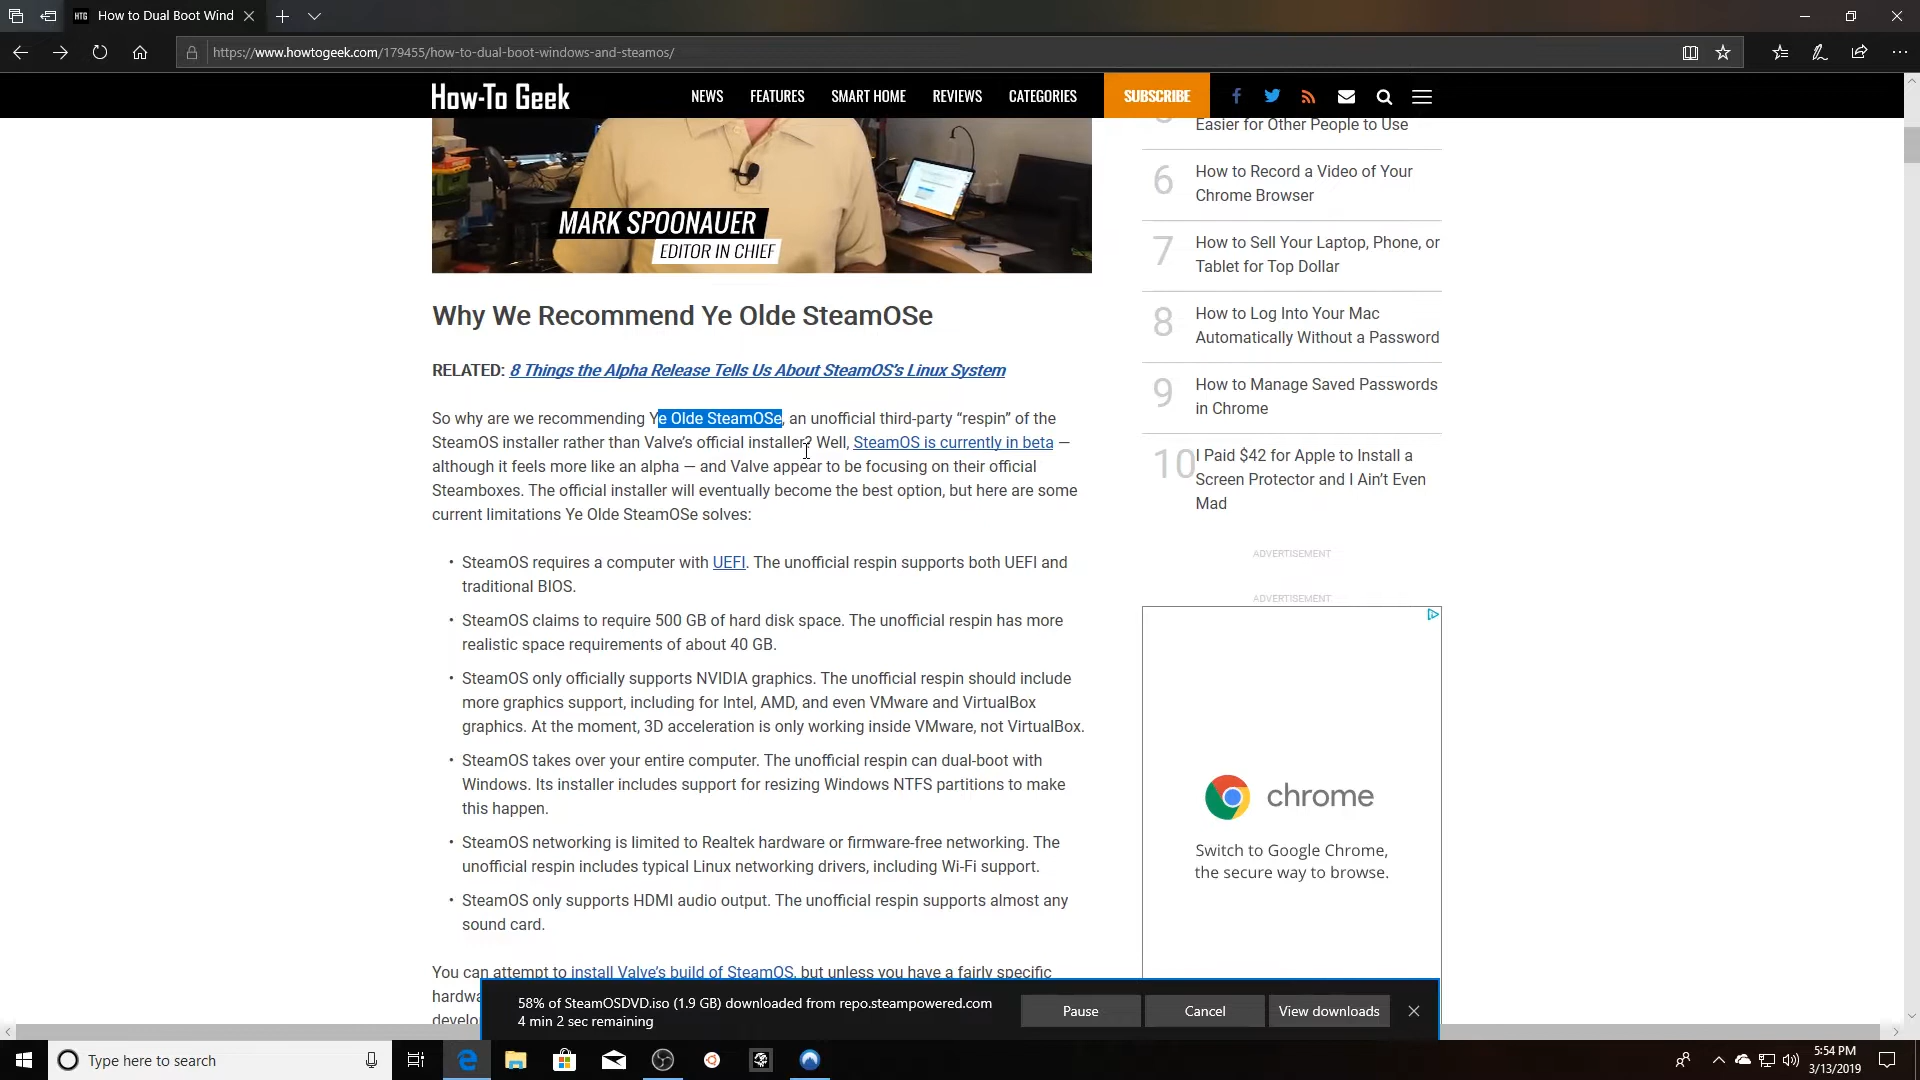 HTG How to Dual Boot Wind
https://www.howtogeek.com/179455/how-to-dual-boot-windows-and-steamos/
How-To Geek
NEWS FEATURES SMART HOME REVIEWS CATEGORIES SUBSCRIBE
MARK SPOONAUER
EDITOR IN CHIEF
Why We Recommend Ye Olde SteamOSe
RELATED: 8 Things the Alpha Release Tells Us About SteamOS's Linux System
So why are we recommending Ye Olde SteamOSe, an unofficial third-party “respin” of the
SteamOS installer rather than Valve's official installer? Well, SteamOS is currently in beta —
although it feels more like an alpha — and Valve appear to be focusing on their official
Steamboxes. The official installer will eventually become the best option, but here are some
current limitations Ye Olde SteamOSe solves:
• SteamOS requires a computer with UEFI. The unofficial respin supports both UEFI and
traditional BIOS.
• SteamOS claims to require 500 GB of hard disk space. The unofficial respin has more
realistic space requirements of about 40 GB.
• SteamOS only officially supports NVIDIA graphics. The unofficial respin should include
more graphics support, including for Intel, AMD, and even VMware and VirtualBox
graphics. At the moment, 3D acceleration is only working inside VMware, not VirtualBox.
• SteamOS takes over your entire computer. The unofficial respin can dual-boot with
Windows. Its installer includes support for resizing Windows NTFS partitions to make
this happen.
• SteamOS networking is limited to Realtek hardware or firmware-free networking. The
unofficial respin includes typical Linux networking drivers, including Wi-Fi support.
• SteamOS only supports HDMI audio output. The unofficial respin supports almost any
sound card.
You can attempt to install Valve's build of SteamOS, but unless you have a fairly specific
hardwa
develo
Easier for Other People to Use
6 How to Record a Video of Your
Chrome Browser
7 How to Sell Your Laptop, Phone, or
Tablet for Top Dollar
8 How to Log Into Your Mac
Automatically Without a Password
9 How to Manage Saved Passwords
in Chrome
10 I Paid $42 for Apple to Install a
Screen Protector and I Ain't Even
Mad
ADVERTISEMENT
ADVERTISEMENT
chrome
Switch to Google Chrome,
the secure way to browse.
58% of SteamOSDVD.iso (1.9 GB) downloaded from repo.steampowered.com
4 min 2 sec remaining
Pause Cancel View downloads
Type here to search
5:54 PM
3/13/2019